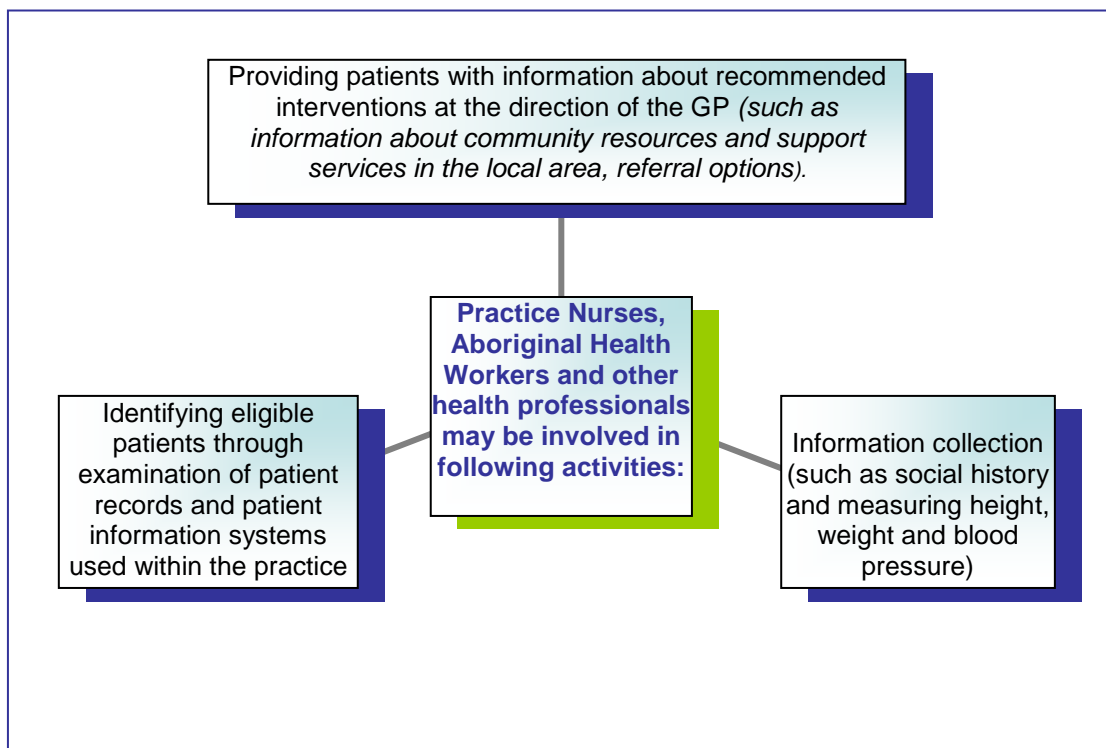 Providing patients with information about recommended
interventions at the direction of the GP (such as
information about community resources and support
services in the local area, referral options).
Practice Nurses,
Aboriginal Health
Workers and other
health professionals
may be involved in
following activities:
Identifying eligible
patients through
examination of patient
records and patient
information systems
used within the practice
Information collection
(such as social history
and measuring height,
weight and blood
pressure)